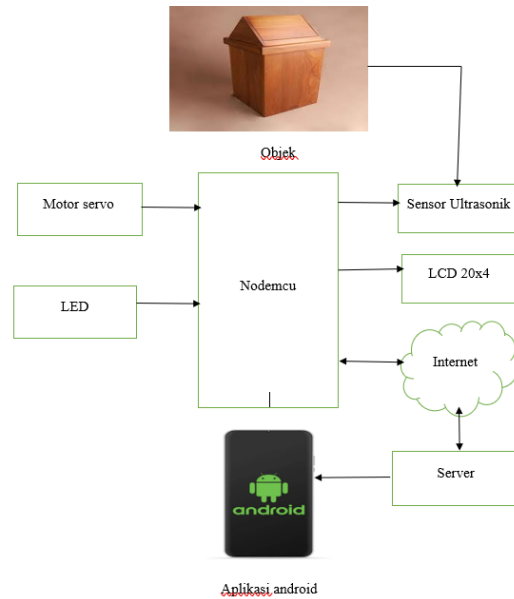 Objek
Motor servo
Sensor Ultrasonik
Nodemcu
LCD 20x4
LED
Internet
Server
android
Aplikasi android